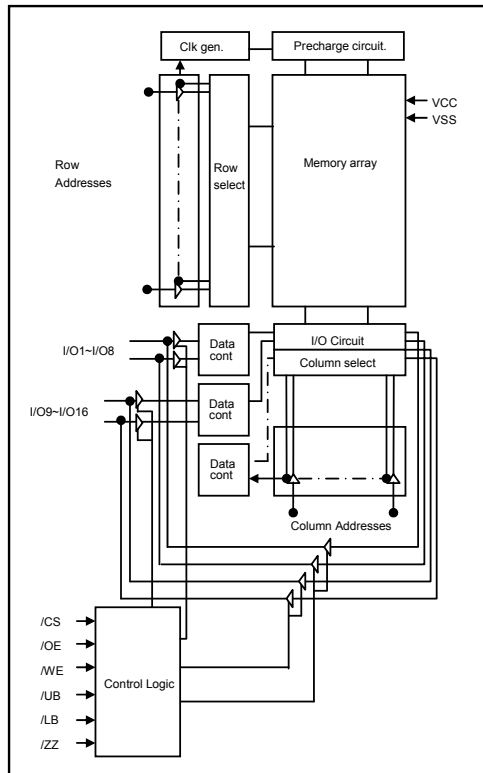 Clk gen.
Precharge circuit.
VCC
VSS
Row
Addresses
Row
select
Memory array
I/O1~I/O8
Data
cont
I/O Circuit
Column select
I/O9~I/O16
Data
cont
Data
cont
Column Addresses
/CS
/OE
/WE
/UB
/LB
/ZZ
Control Logic